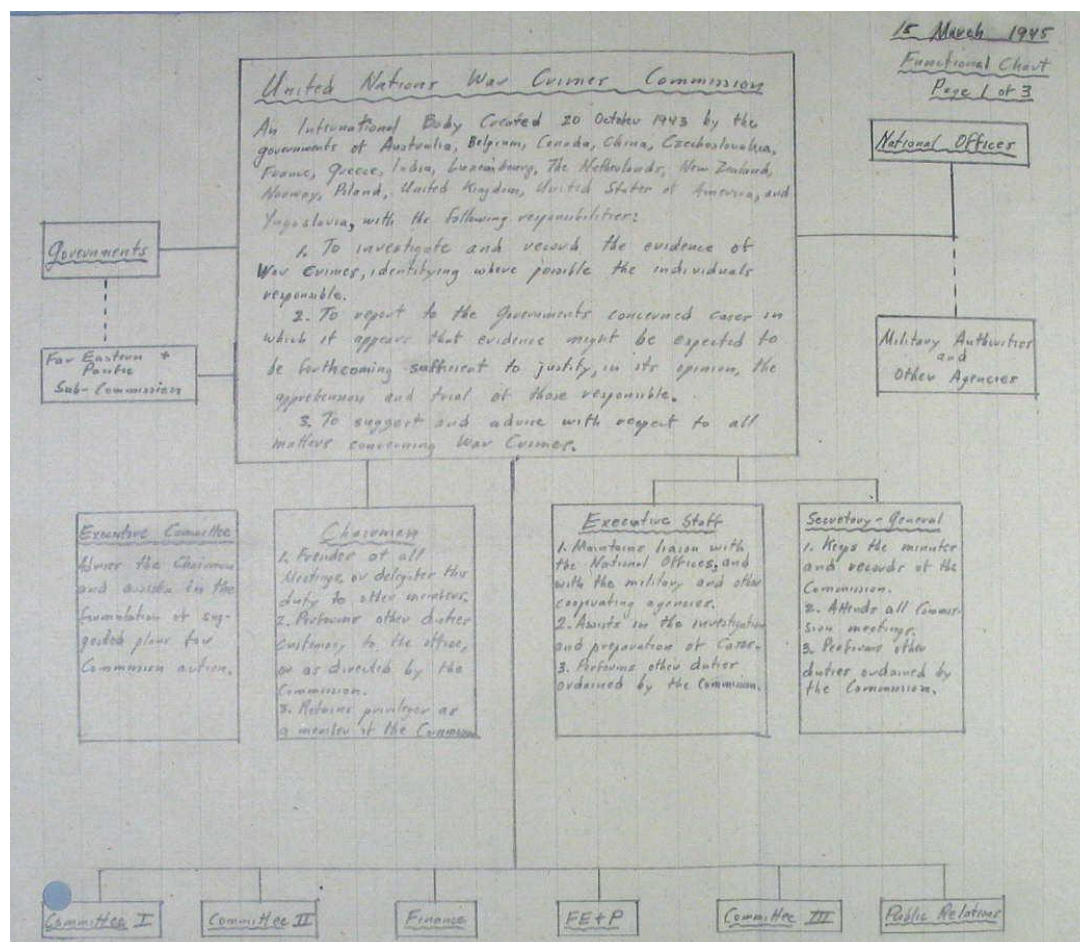 15 March 1945
Functional Chart
Page 1 of 3
United Nations War Crimes Commission
An International Body Created 20 October 1943 by the
governments of Australia, Belgium, Canada, China, Czechoslovakia,
France, Greece, India, Luxembourg, The Netherlands, New Zealand,
Norway, Poland, United Kingdom, United States of America, and
Yugoslavia, with the following responsibilities:
1. To investigate and record the evidence of
War Crimes, identifying where possible the individuals
responsible.
2. To report to the Governments concerned cases in
which it appears that evidence might be expected to
be forthcoming sufficient to justify, in its opinion, the
apprehension and trial of those responsible.
3. To suggest and advise with respect to all
matters concerning War Crimes.
National Offices
Military Authorities
and
Other Agencies
Governments
Far Eastern +
Pacific
Sub-Commission
Executive Committee
Advises the Chairman
and assists in the
formulation of sug-
gested plans for
Commission action.
Chairman
1. Presides at all
Meetings, or delegates this
duty to other members.
2. Performs other duties
customary to the office,
or as directed by the
Commission.
3. Retains privileges as
a member of the Commission
Executive Staff
1. Maintains liaison with
the National Offices, and
with the military and other
cooperating agencies.
2. Assists in the investigation
and preparation of Cases.
3. Performs other duties
ordained by the Commission.
Secretary-General
1. Keeps the minutes
and records of the
Commission.
2. Attends all Commis-
sion meetings.
3. Performs other
duties ordained by
the Commission.
Committee I
Committee II
Finance
FE+P
Committee III
Public Relations